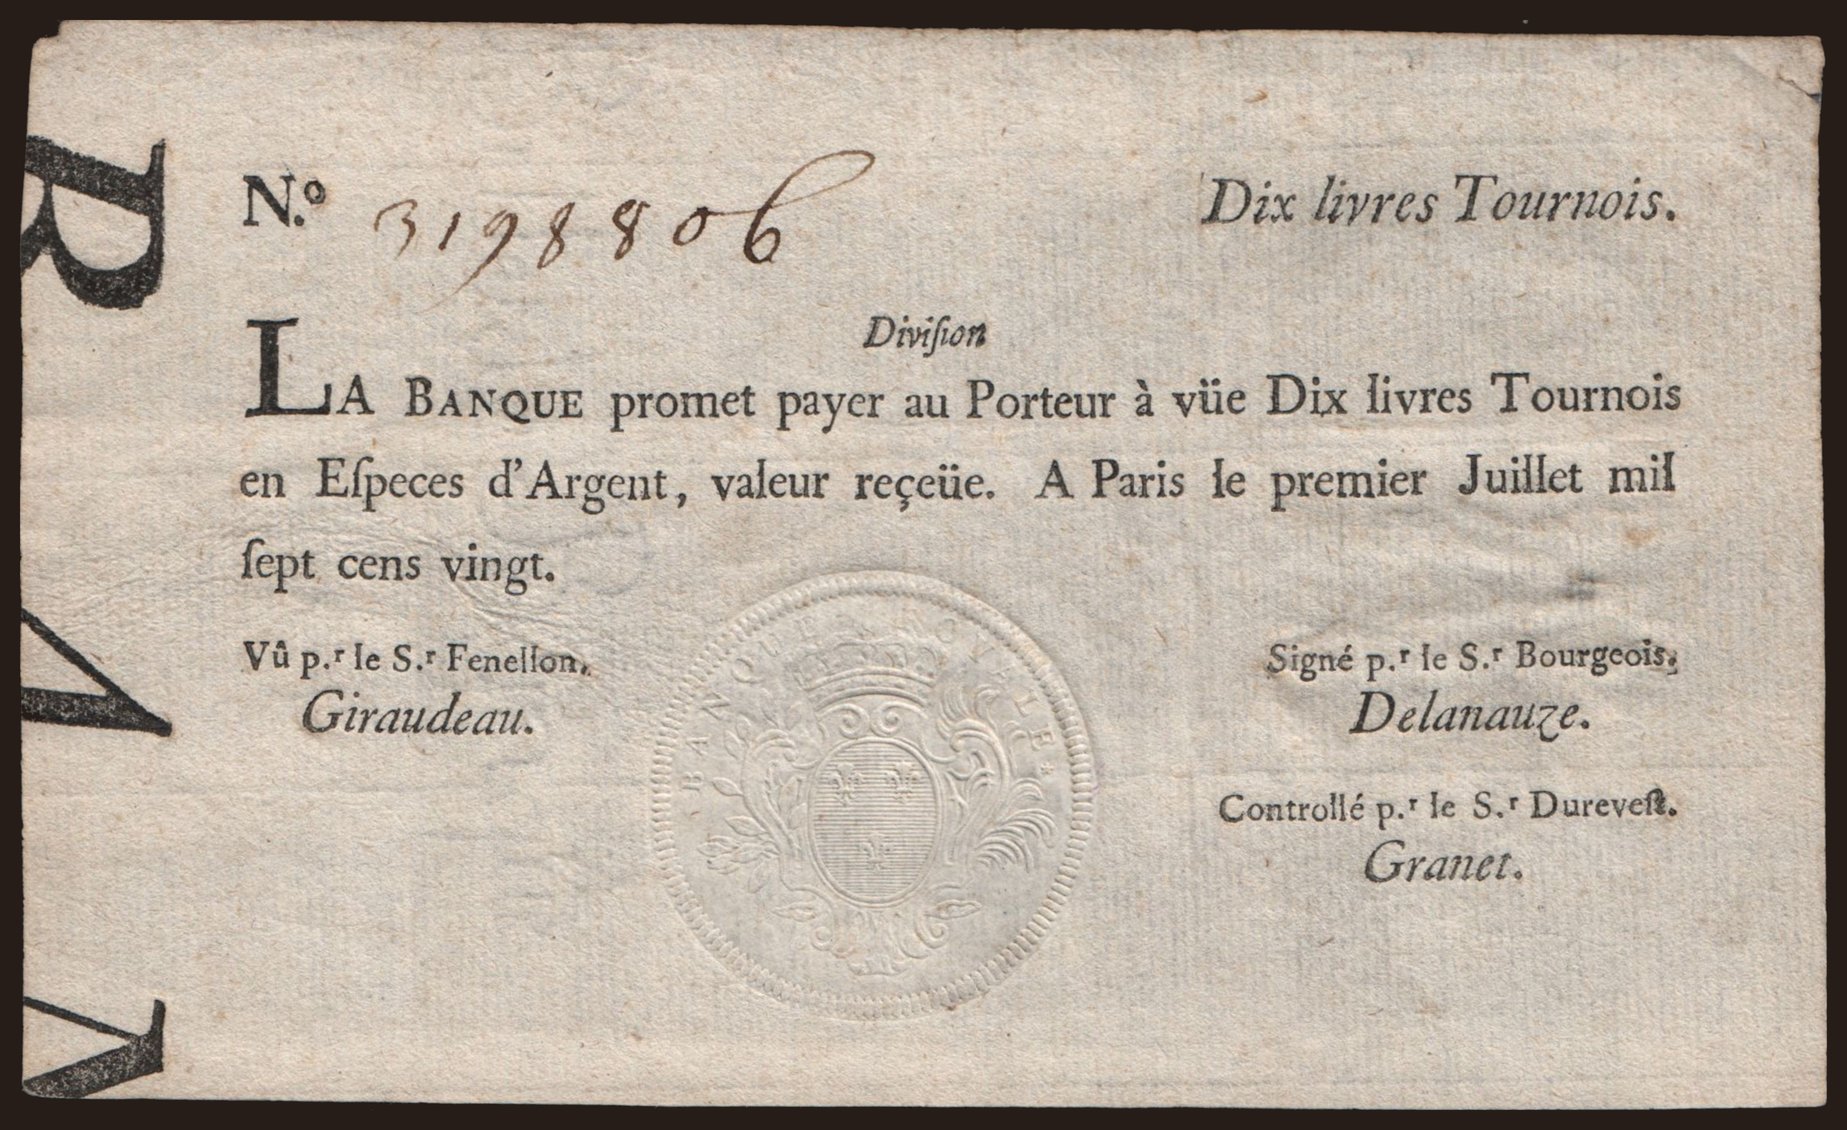 N.º 3198806 Dix livres Tournois.
Diviſion
LA BANQUE promet payer au Porteur à vüe Dix livres Tournois
en Eſpeces d'Argent, valeur reçeüe. A Paris le premier Juillet mil
ſept cens vingt.
Vû p.ʳ le S.ʳ Fenellon.
Giraudeau.
Signé p.ʳ le S.ʳ Bourgeois.
Delanauze.
Controllé p.ʳ le S.ʳ Dureveſt.
Granet.
BANQUE ROYALE